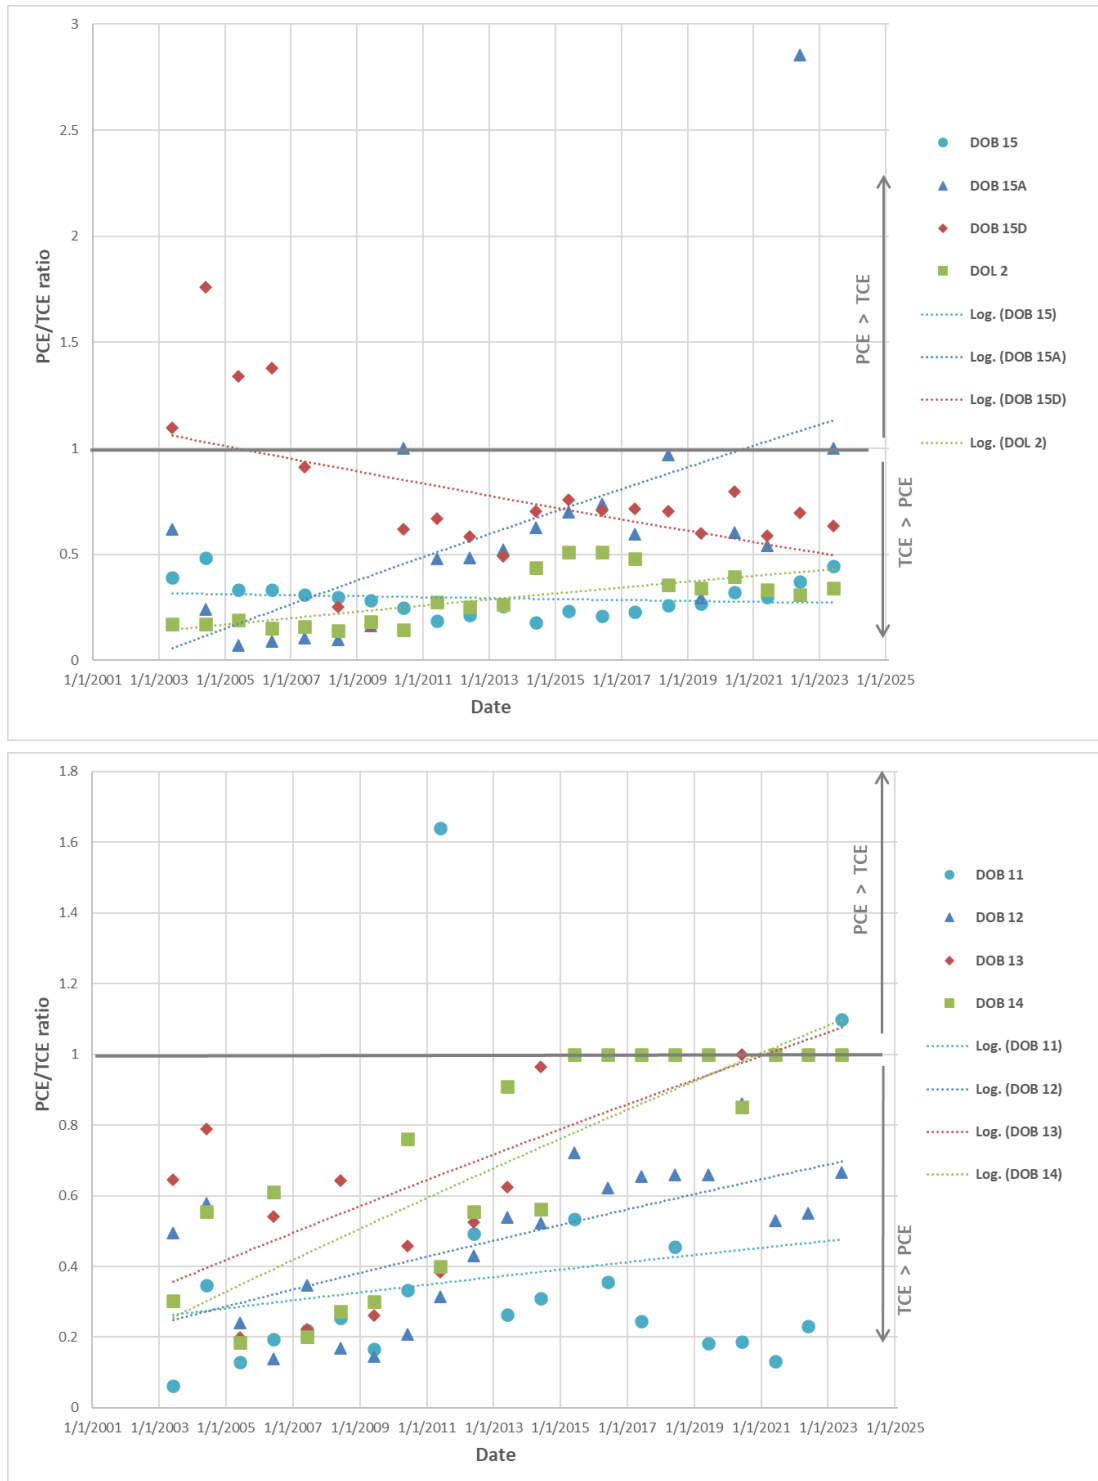 3
2.5
2
1.5
1
0.5
0
PCE/TCE ratio
1/1/2001 1/1/2003 1/1/2005 1/1/2007 1/1/2009 1/1/2011 1/1/2013 1/1/2015 1/1/2017 1/1/2019 1/1/2021 1/1/2023 1/1/2025
Date
PCE > TCE
TCE > PCE
DOB 15
DOB 15A
DOB 15D
DOL 2
Log. (DOB 15)
Log. (DOB 15A)
Log. (DOB 15D)
Log. (DOL 2)
1.8
1.6
1.4
1.2
1
0.8
0.6
0.4
0.2
0
PCE/TCE ratio
1/1/2001 1/1/2003 1/1/2005 1/1/2007 1/1/2009 1/1/2011 1/1/2013 1/1/2015 1/1/2017 1/1/2019 1/1/2021 1/1/2023 1/1/2025
Date
PCE > TCE
TCE > PCE
DOB 11
DOB 12
DOB 13
DOB 14
Log. (DOB 11)
Log. (DOB 12)
Log. (DOB 13)
Log. (DOB 14)